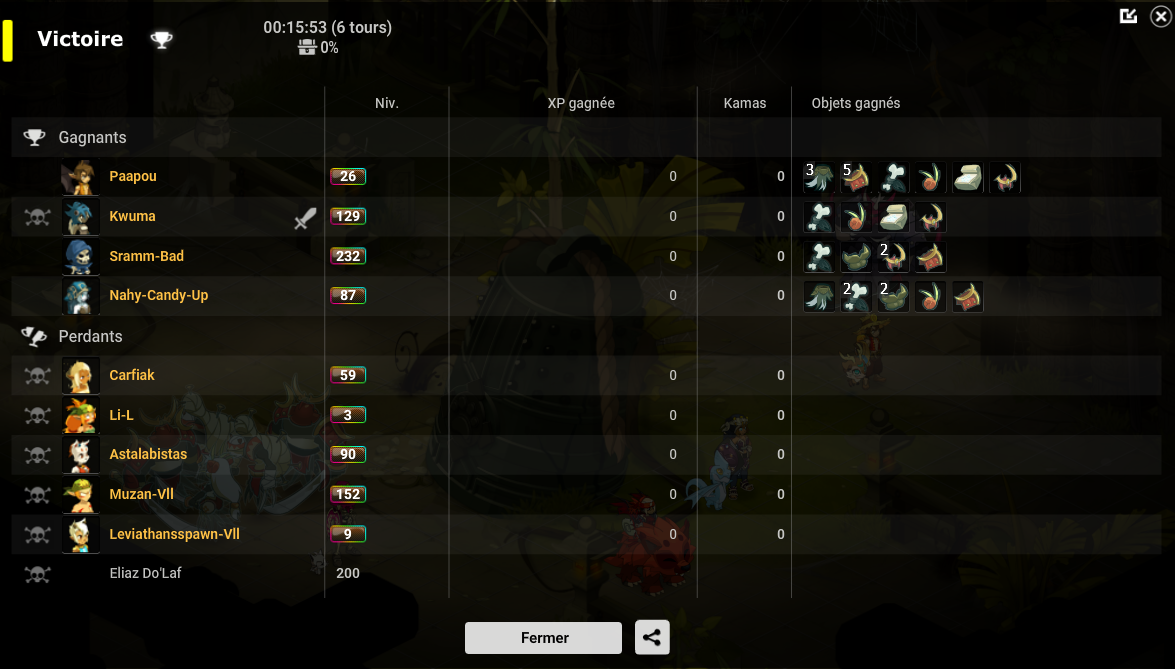 Victoire
00:15:53 (6 tours)
0%
Niv. XP gagnée Kamas Objets gagnés
Gagnants
Paapou 26 0 0 3 5
Kwuma 129 0 0
Sramm-Bad 232 0 0 2
Nahy-Candy-Up 87 0 0 2 2
Perdants
Carfiak 59 0 0
Li-L 3 0 0
Astalabistas 90 0 0
Muzan-Vll 152 0 0
Leviathansspawn-Vll 9 0 0
Eliaz Do'Laf 200
Fermer